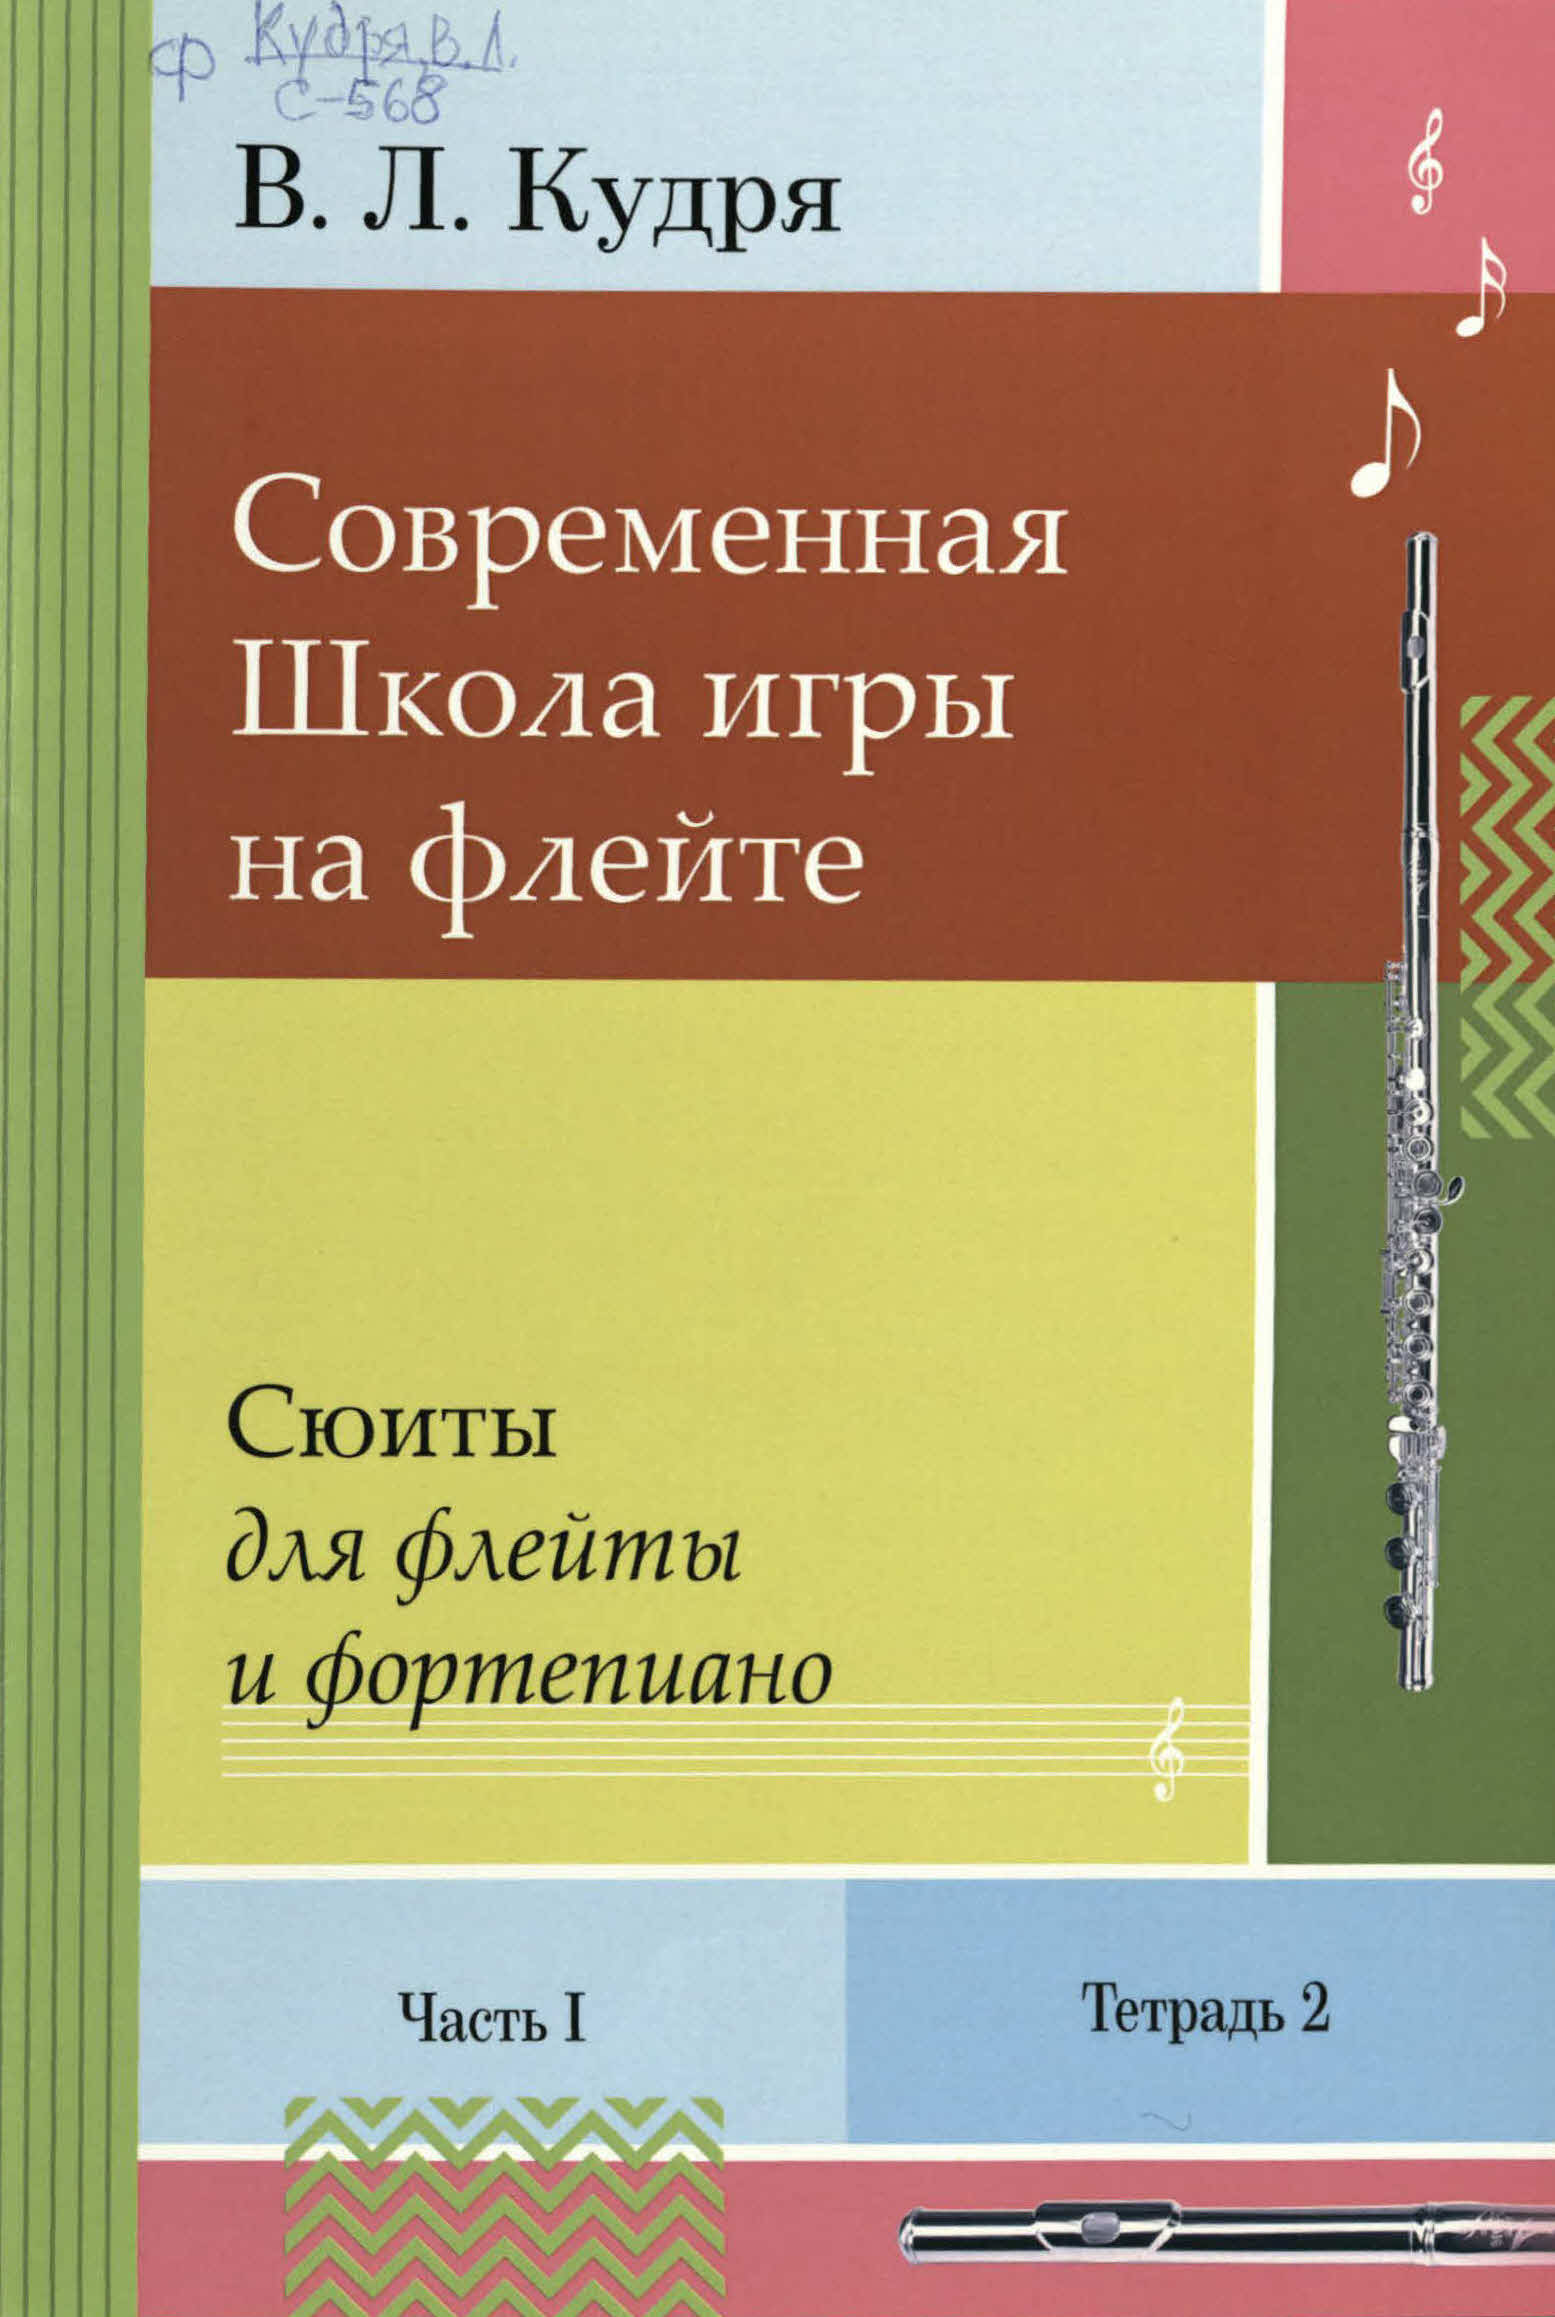 ф Кудря, В. Л.
С-568
В. Л. Кудря
Современная
Школа игры
на флейте
Сюиты
для флейты
и фортепиано
Часть I
Тетрадь 2